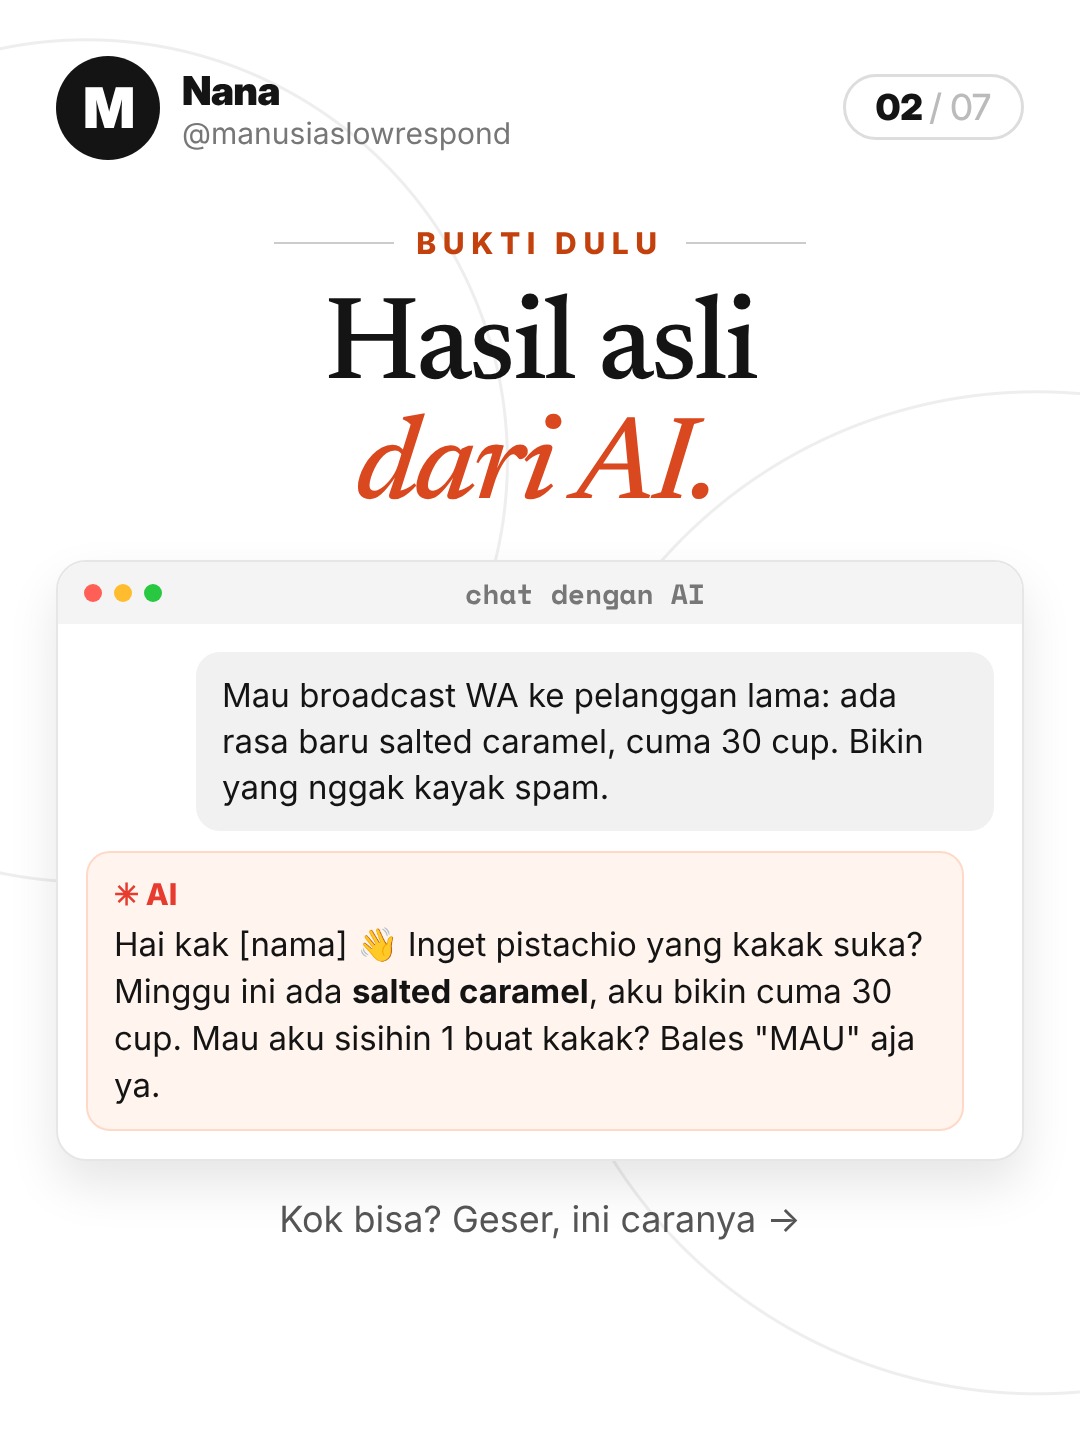 M
Nana
@manusiaslowrespond
02 / 07
BUKTI DULU
Hasil asli
dari AI.
chat dengan AI
Mau broadcast WA ke pelanggan lama: ada
rasa baru salted caramel, cuma 30 cup. Bikin
yang nggak kayak spam.
✳ AI
Hai kak [nama] 👋 Inget pistachio yang kakak suka?
Minggu ini ada salted caramel, aku bikin cuma 30
cup. Mau aku sisihin 1 buat kakak? Bales "MAU" aja
ya.
Kok bisa? Geser, ini caranya →